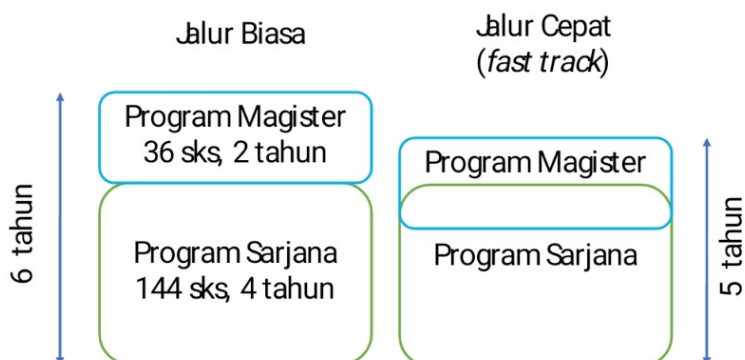 Jalur Biasa
Jalur Cepat
(fast track)
Program Magister
36 sks, 2 tahun
Program Magister
6 tahun
Program Sarjana
144 sks, 4 tahun
Program Sarjana
5 tahun